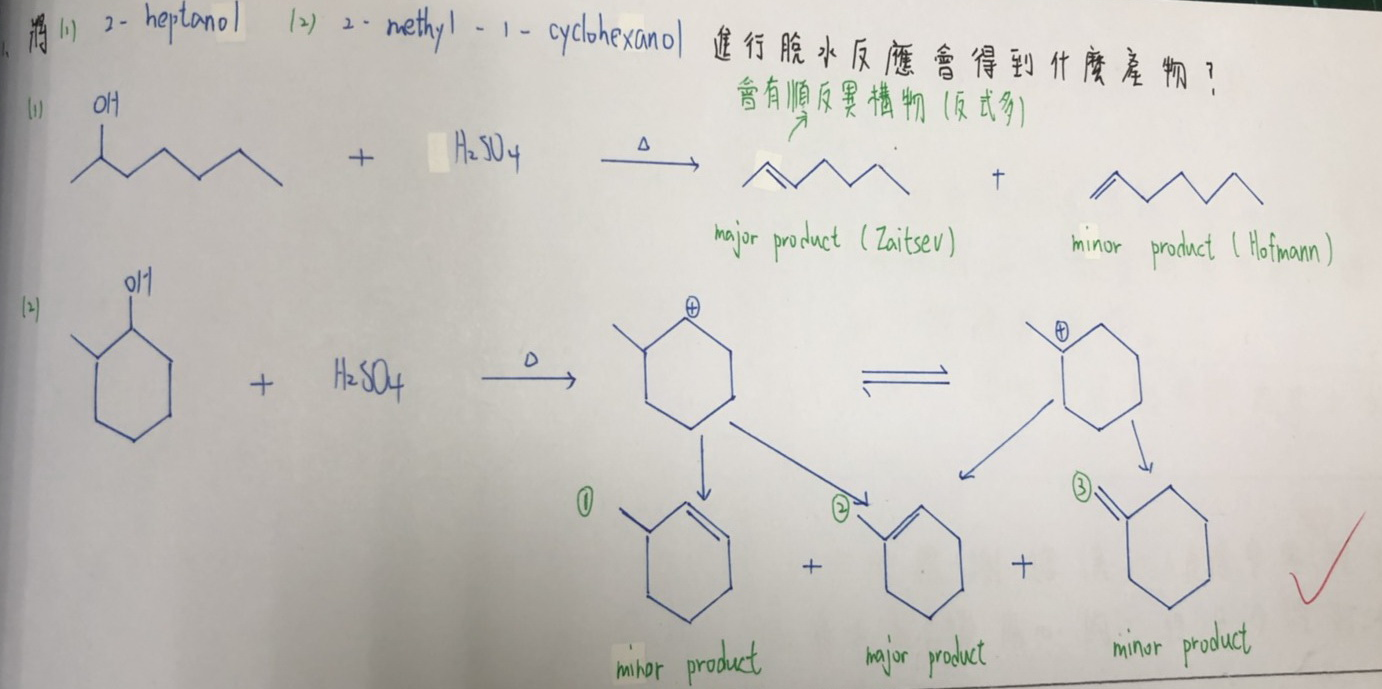 將 (1) 2- heptanol (2) 2- methyl - 1 - cyclohexanol 進行脫水反應會得到什麼產物?
會有順反異構物 (反式多)
(1)
OH
+ H₂SO₄ Δ +
major product (Zaitsev) minor product (Hofmann)
(2)
OH
+ H₂SO₄ Δ ⊕ ⇌ ⊕
① ② ③
+ +
minor product major product minor product